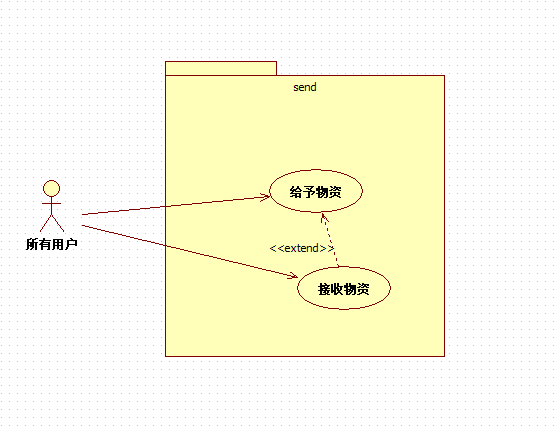 send
给予物资
所有用户
<<extend>>
接收物资